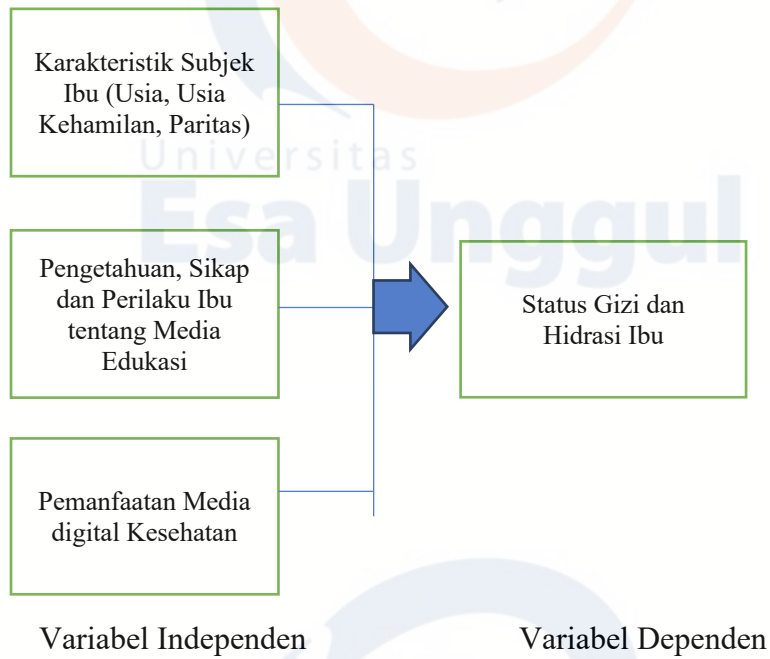 Karakteristik Subjek
Ibu (Usia, Usia
Kehamilan, Paritas)
Universitas
Esa Unggul
Pengetahuan, Sikap
dan Perilaku Ibu
tentang Media
Edukasi
Status Gizi dan
Hidrasi Ibu
Pemanfaatan Media
digital Kesehatan
Variabel Independen
Variabel Dependen